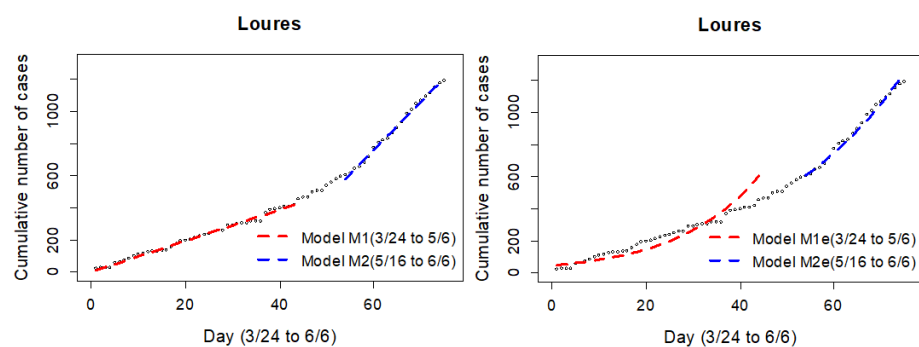 Loures
Cumulative number of cases
1000
600
200
0
Model M1(3/24 to 5/6)
Model M2(5/16 to 6/6)
0 20 40 60
Day (3/24 to 6/6)
Loures
Cumulative number of cases
1000
600
200
0
Model M1e(3/24 to 5/6)
Model M2e(5/16 to 6/6)
0 20 40 60
Day (3/24 to 6/6)